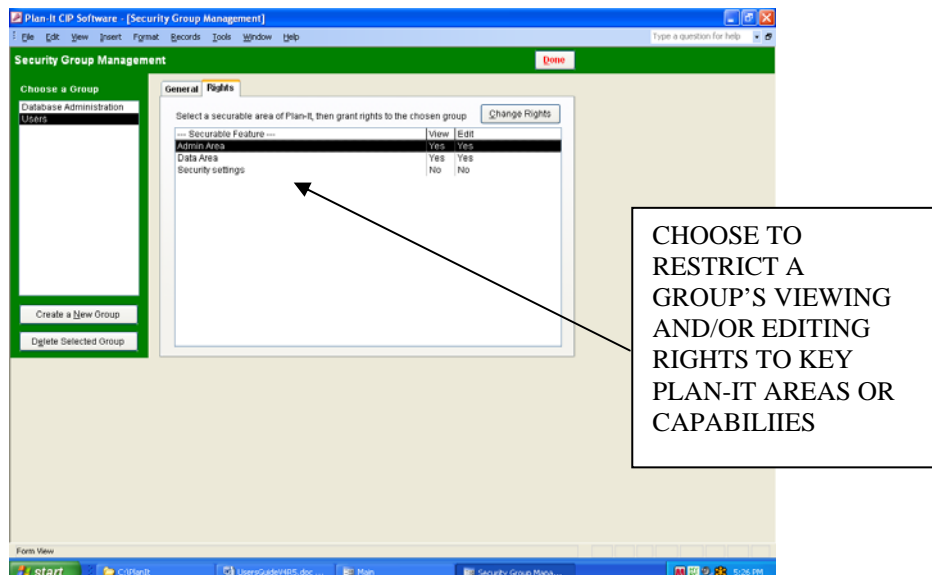 Plan-It CIP Software - [Security Group Management]
File Edit View Insert Format Records Tools Window Help Type a question for help
Security Group Management Done
Choose a Group
Database Administration
Users
General Rights
Select a securable area of Plan-It, then grant rights to the chosen group Change Rights
--- Securable Feature --- View Edit
Admin Area Yes Yes
Data Area Yes Yes
Security settings No No
Create a New Group
Delete Selected Group
CHOOSE TO
RESTRICT A
GROUP'S VIEWING
AND/OR EDITING
RIGHTS TO KEY
PLAN-IT AREAS OR
CAPABILIIES
Form View
start C:\PlanIt UsersGuideV4R5.doc ... Main Security Group Mana... 5:26 PM